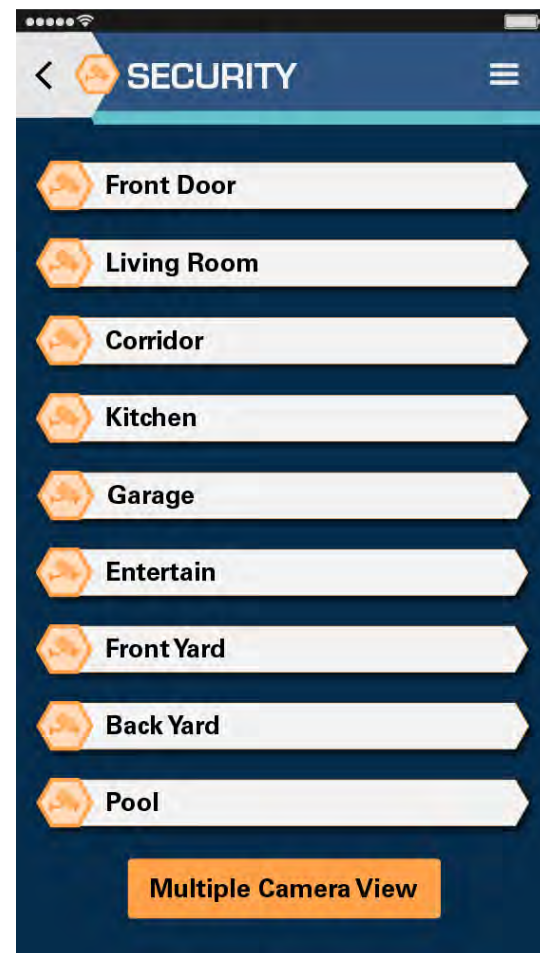 SECURITY
Front Door
Living Room
Corridor
Kitchen
Garage
Entertain
Front Yard
Back Yard
Pool
Multiple Camera View